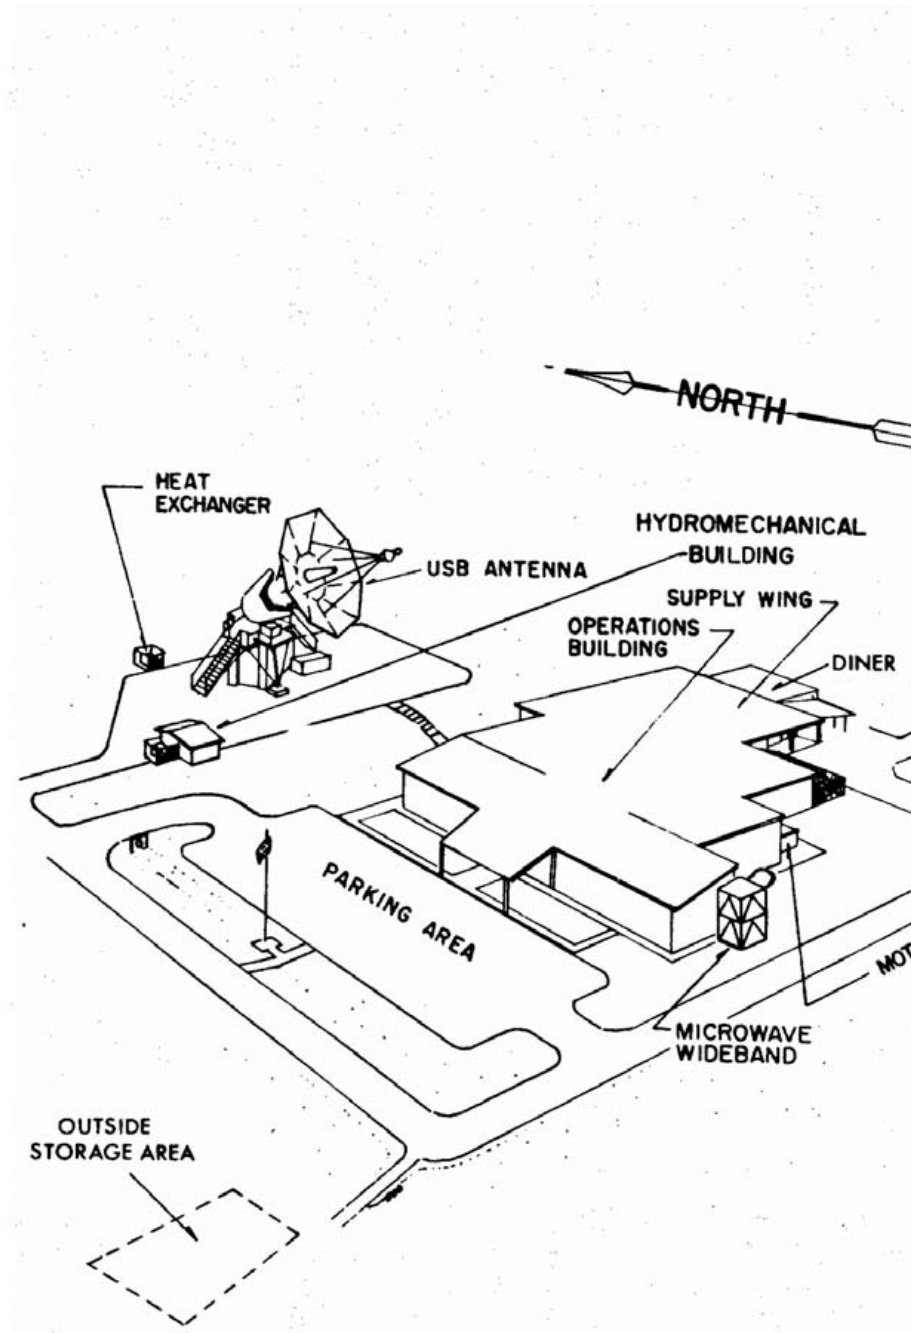 NORTH
HEAT
EXCHANGER
USB ANTENNA
HYDROMECHANICAL
BUILDING
SUPPLY WING
OPERATIONS
BUILDING
DINER
PARKING AREA
MOT
MICROWAVE
WIDEBAND
OUTSIDE
STORAGE AREA